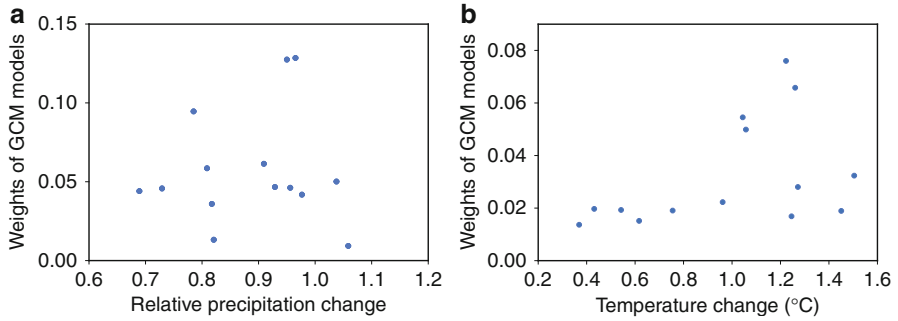 a
Weights of GCM models
0.15
0.10
0.05
0.00
0.6 0.7 0.8 0.9 1.0 1.1 1.2
Relative precipitation change
b
Weights of GCM models
0.08
0.06
0.04
0.02
0.00
0.2 0.4 0.6 0.8 1.0 1.2 1.4 1.6
Temperature change (°C)